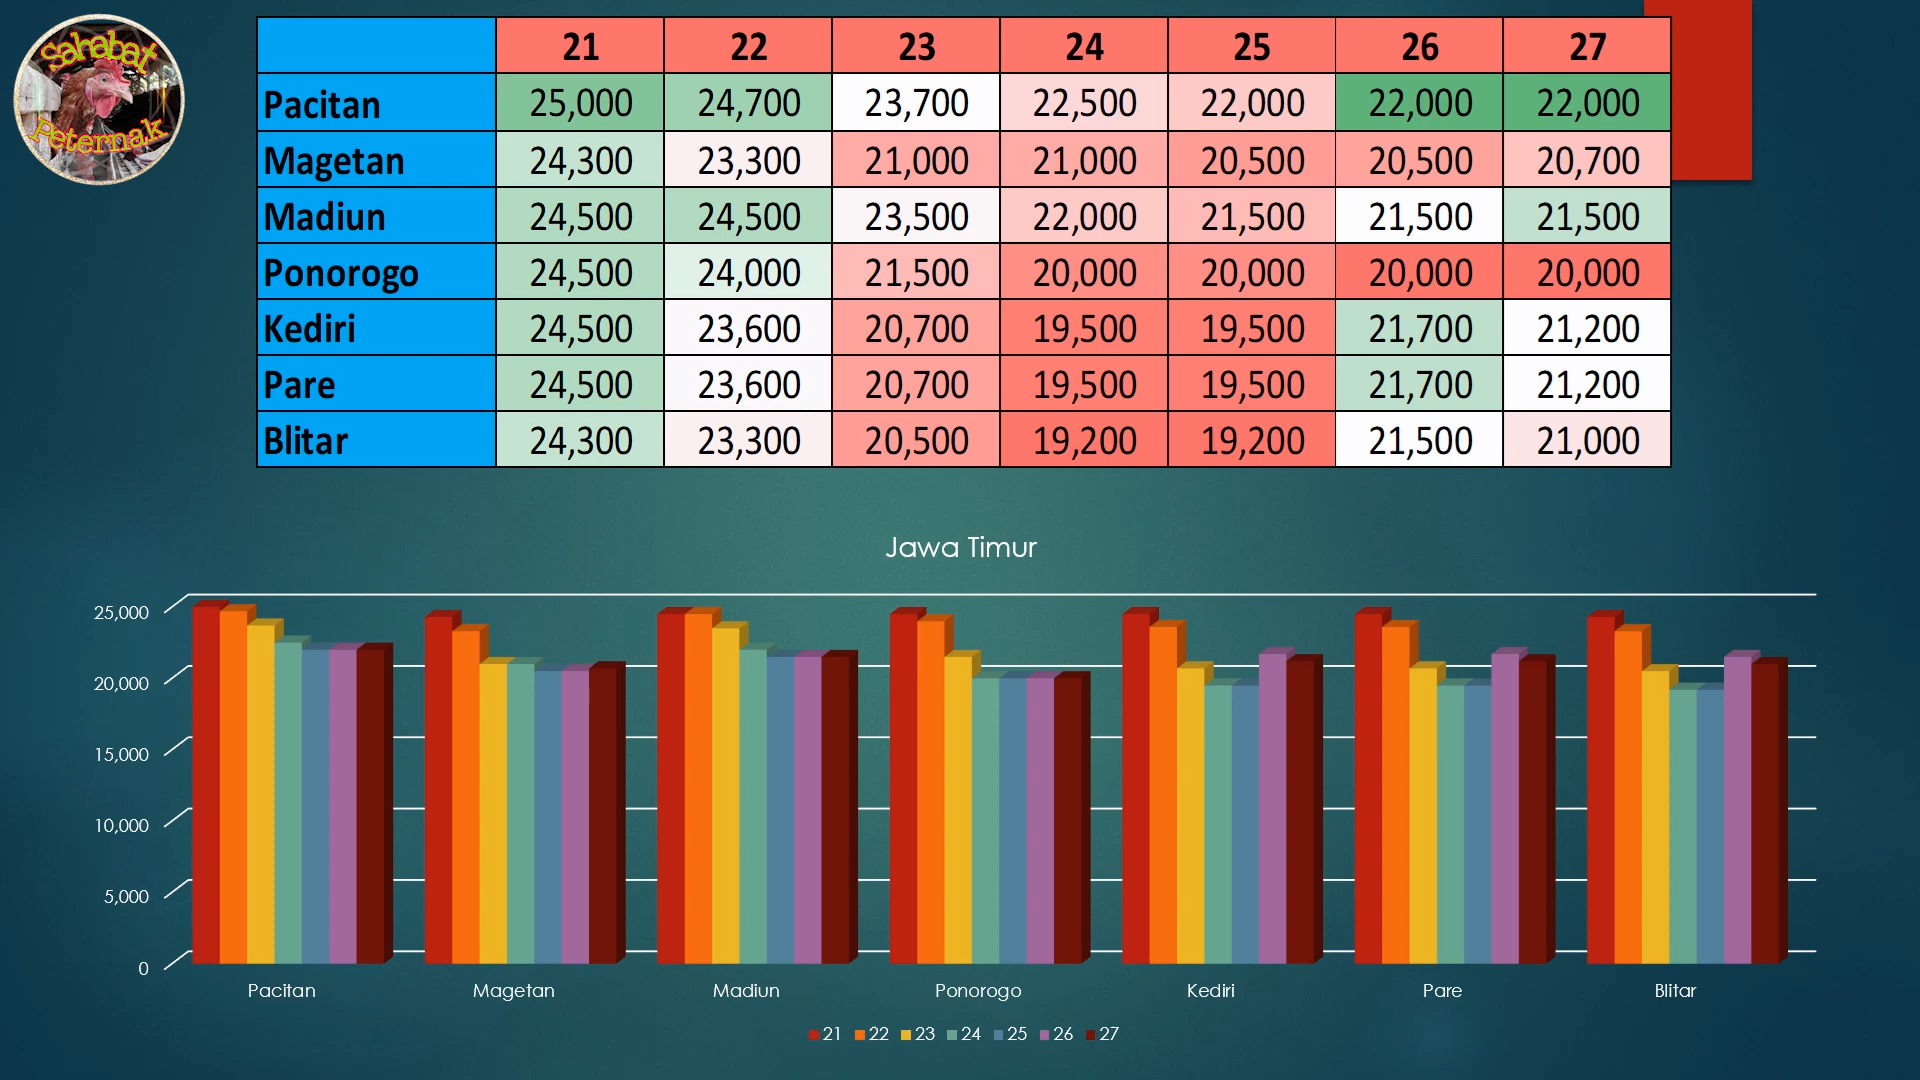 Sahabat
Peternak
21 22 23 24 25 26 27
Pacitan 25,000 24,700 23,700 22,500 22,000 22,000 22,000
Magetan 24,300 23,300 21,000 21,000 20,500 20,500 20,700
Madiun 24,500 24,500 23,500 22,000 21,500 21,500 21,500
Ponorogo 24,500 24,000 21,500 20,000 20,000 20,000 20,000
Kediri 24,500 23,600 20,700 19,500 19,500 21,700 21,200
Pare 24,500 23,600 20,700 19,500 19,500 21,700 21,200
Blitar 24,300 23,300 20,500 19,200 19,200 21,500 21,000
Jawa Timur
25,000
20,000
15,000
10,000
5,000
0
Pacitan Magetan Madiun Ponorogo Kediri Pare Blitar
21 22 23 24 25 26 27